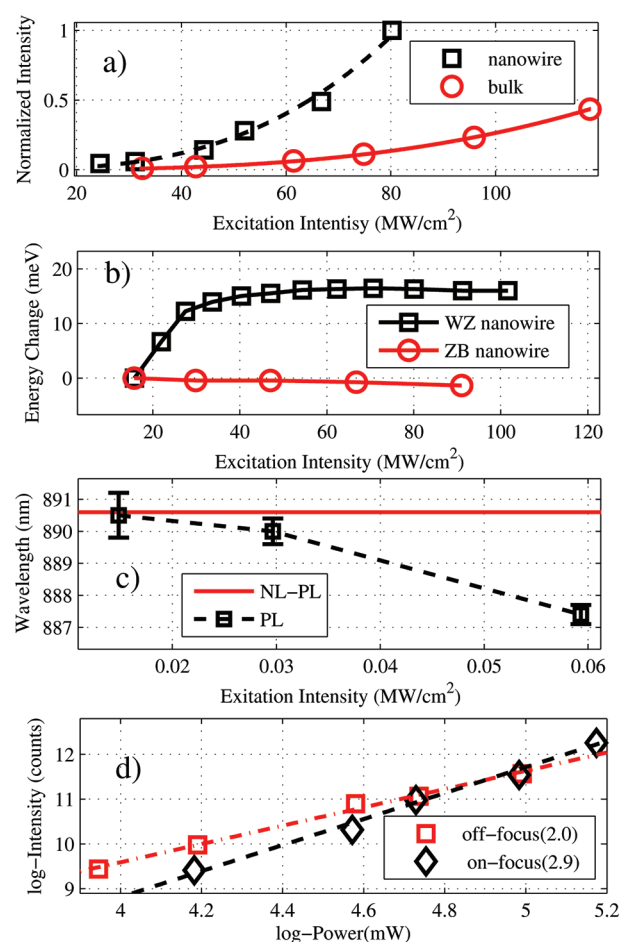 a)
1
0.5
0
Normalized Intensity
nanowire
bulk
20 40 60 80 100
Excitation Intentisy (MW/cm²)
b)
20
10
0
Energy Change (meV)
WZ nanowire
ZB nanowire
20 40 60 80 100 120
Excitation Intensity (MW/cm²)
891
890
889
888
887
Wavelength (nm)
c)
NL−PL
PL
0.02 0.03 0.04 0.05 0.06
Exitation Intensity (MW/cm²)
d)
12
11
10
9
log−Intensity (counts)
off−focus(2.0)
on−focus(2.9)
4 4.2 4.4 4.6 4.8 5 5.2
log−Power(mW)